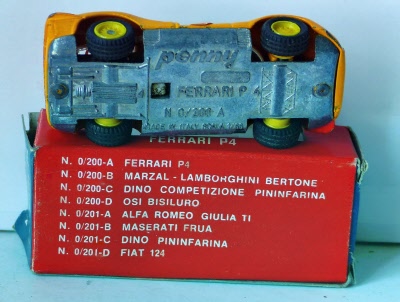 penny
FERRARI P 4
N 0/200 A
MADE IN ITALY
FERRARI P4
N. 0/200-A FERRARI P4
N. 0/200-B MARZAL - LAMBORGHINI BERTONE
N. 0/200-C DINO COMPETIZIONE PININFARINA
N. 0/200-D OSI BISILURO
N. 0/201-A ALFA ROMEO GIULIA TI
N. 0/201-B MASERATI FRUA
N. 0/201-C DINO PININFARINA
N. 0/201-D FIAT 124